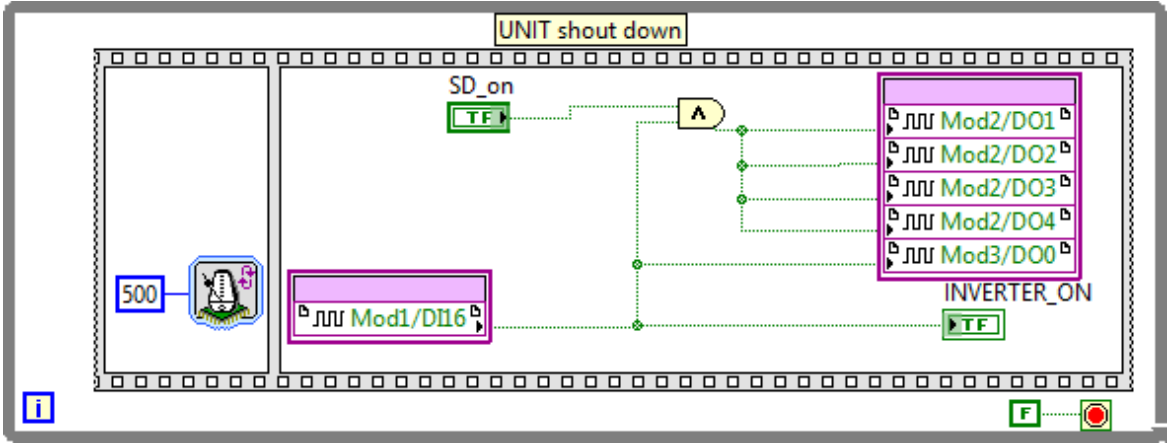 UNIT shout down
SD_on
TF
Mod2/DO1
Mod2/DO2
Mod2/DO3
Mod2/DO4
Mod3/DO0
500
Mod1/DI16
INVERTER_ON
TF
i
F